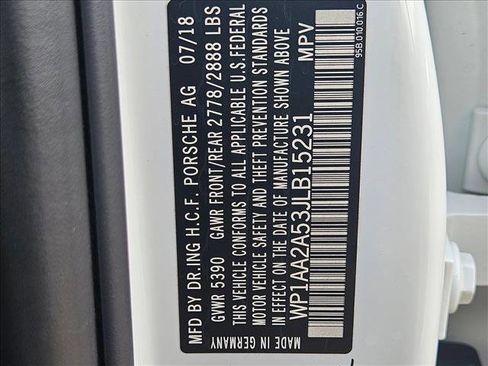 MFD BY DR.ING H.C.F. PORSCHE AG 07/18
GVWR 5390 GAWR FRONT/REAR 2778/2888 LBS
THIS VEHICLE CONFORMS TO ALL APPLICABLE U.S.FEDERAL
MOTOR VEHICLE SAFETY AND THEFT PREVENTION STANDARDS
IN EFFECT ON THE DATE OF MANUFACTURE SHOWN ABOVE
WP1AA2A53JLB15231 MPV
MADE IN GERMANY 95B.010.016 C